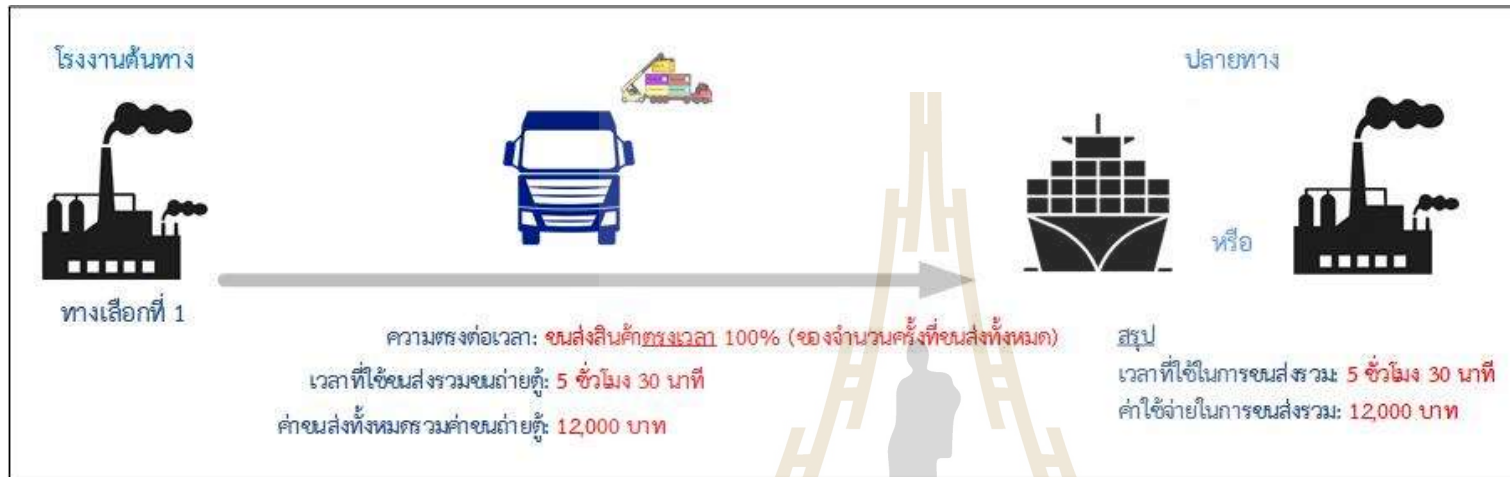 โรงงานต้นทาง
ปลายทาง
หรือ
ทางเลือกที่ 1
ความตรงต่อเวลา: ขนส่งสินค้าตรงเวลา 100% (ของจำนวนครั้งที่ขนส่งทั้งหมด)
เวลาที่ใช้ขนส่งรวมขนถ่ายตู้: 5 ชั่วโมง 30 นาที
ค่าขนส่งทั้งหมดรวมค่าขนถ่ายตู้: 12,000 บาท
สรุป
เวลาที่ใช้ในการขนส่งรวม: 5 ชั่วโมง 30 นาที
ค่าใช้จ่ายในการขนส่งรวม: 12,000 บาท